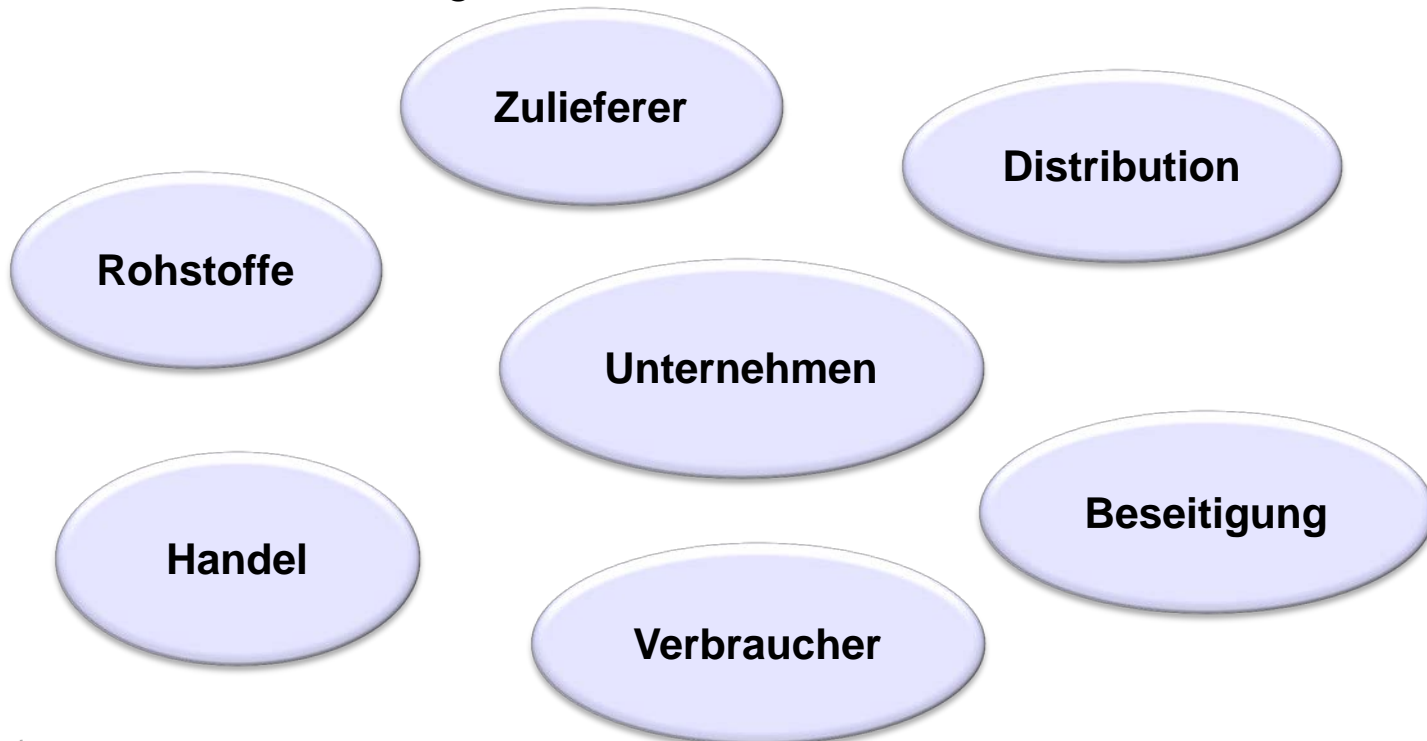 Zulieferer
Distribution
Rohstoffe
Unternehmen
Beseitigung
Handel
Verbraucher